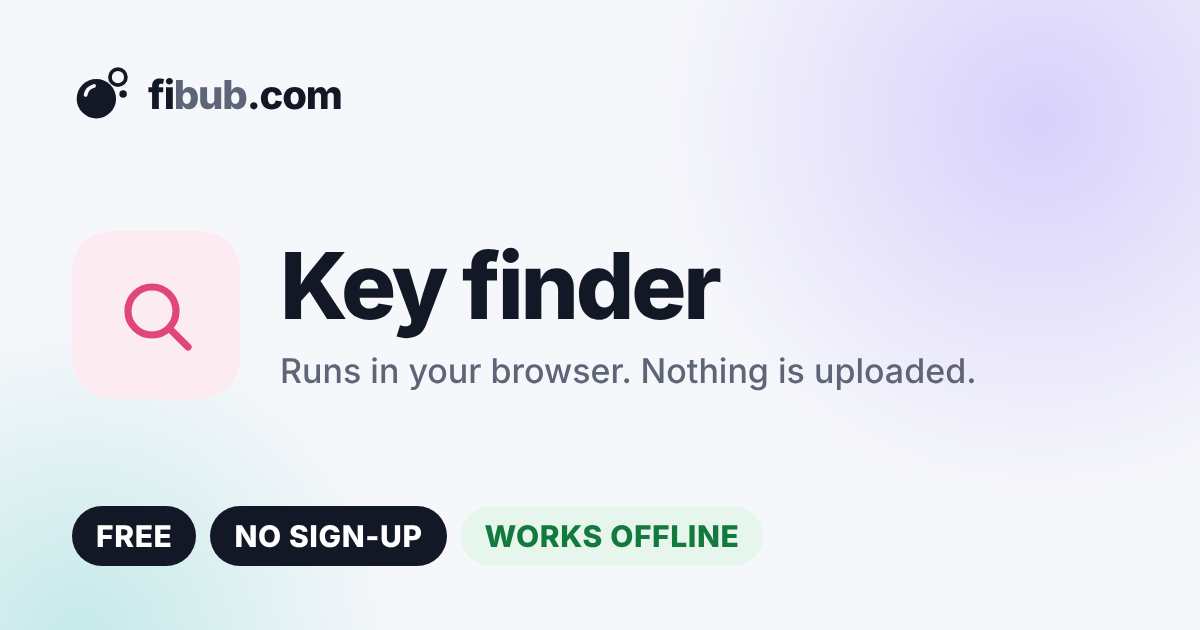 fibub.com
Key finder
Runs in your browser. Nothing is uploaded.
FREE NO SIGN-UP WORKS OFFLINE